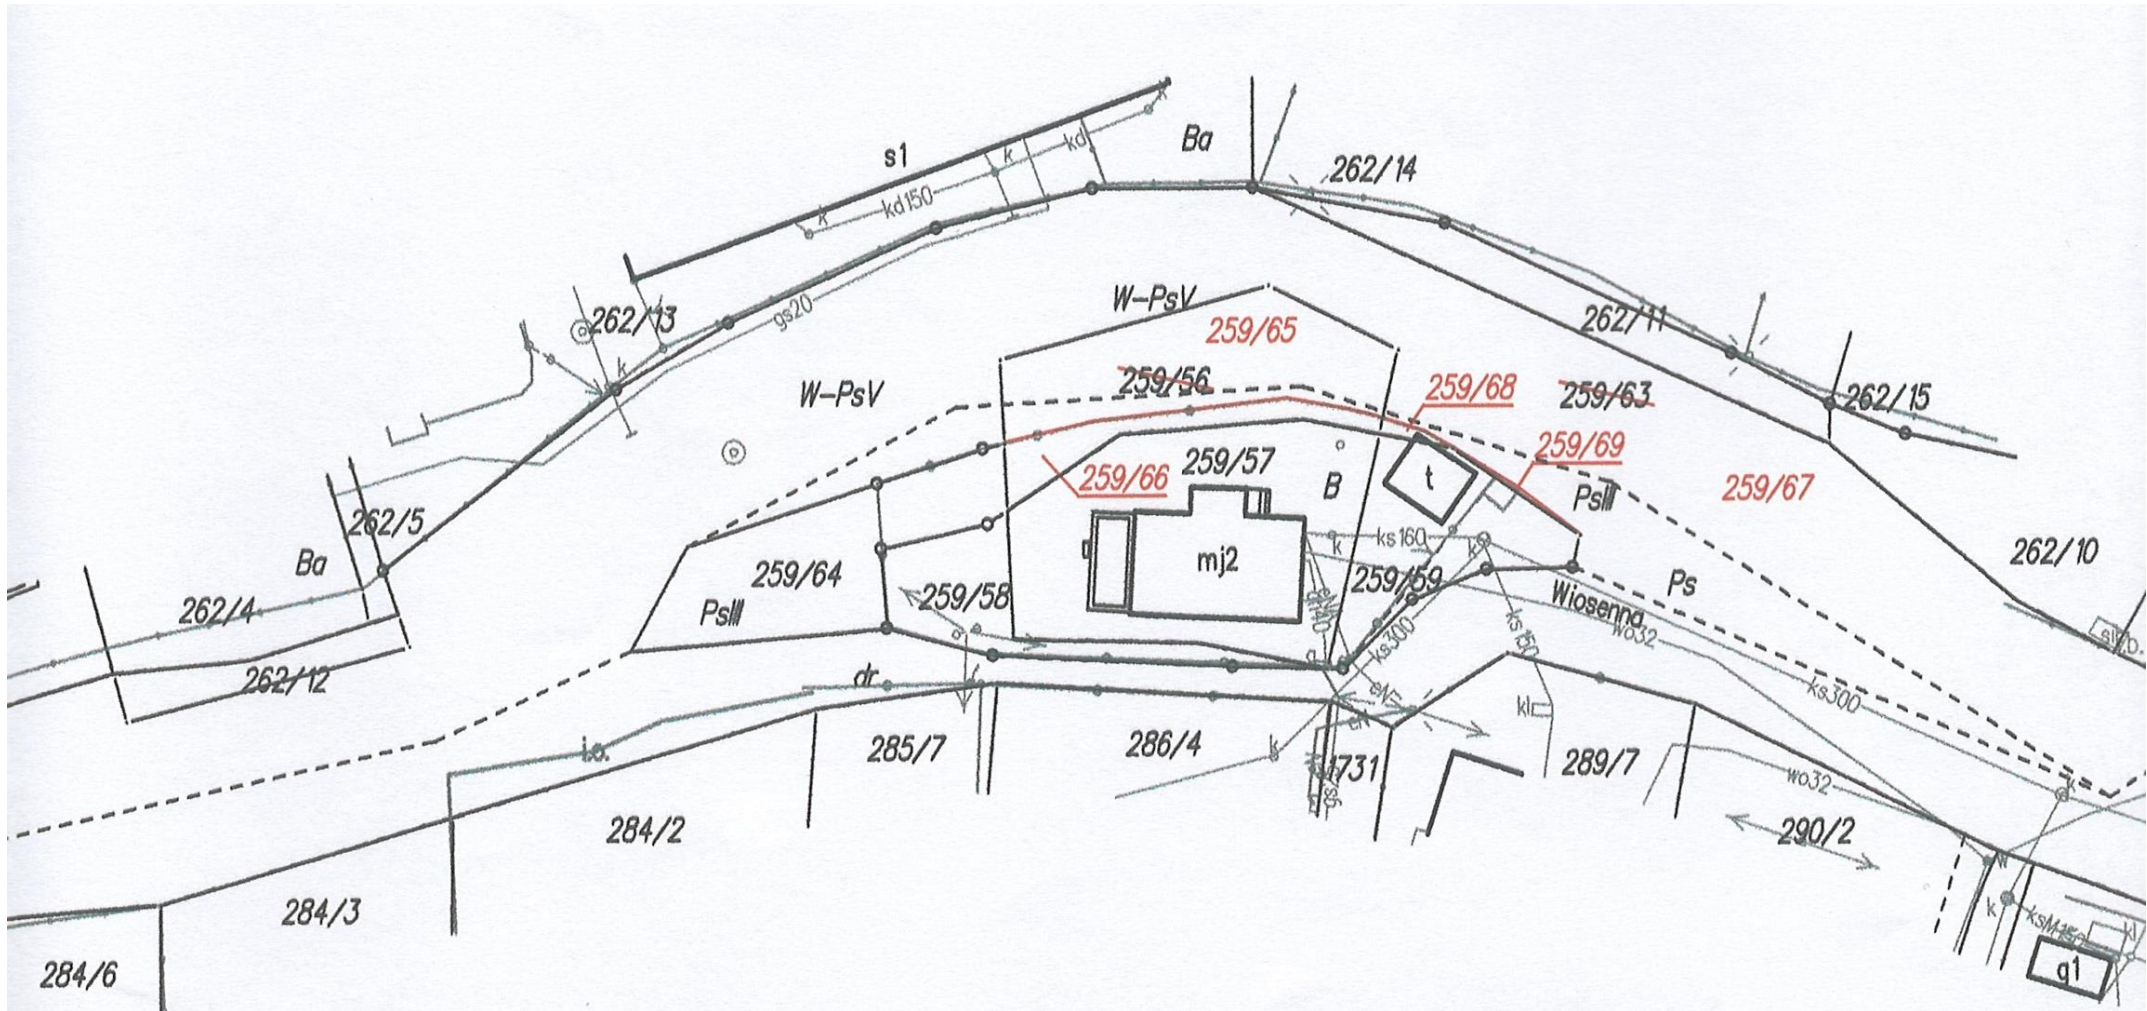 s1
k
kd
k
Ba
262/14
kd150
k
262/13
gs20
W-PsV
259/65
262/11
k
259/56
259/68
259/63
262/15
W-PsV
259/69
259/57
259/66
B
t
PsIII
259/67
262/5
Ba
ks160
k
k
mj2
259/64
259/59
262/10
Ps
259/58
Wiosenna
262/4
PsIII
ks150
wo32
ks300
262/12
dr
eN
ks300
kl
i.o.
285/7
286/4
k
1731
289/7
wo32
k
284/2
290/2
w
284/3
k
ksM150
kl
284/6
g1